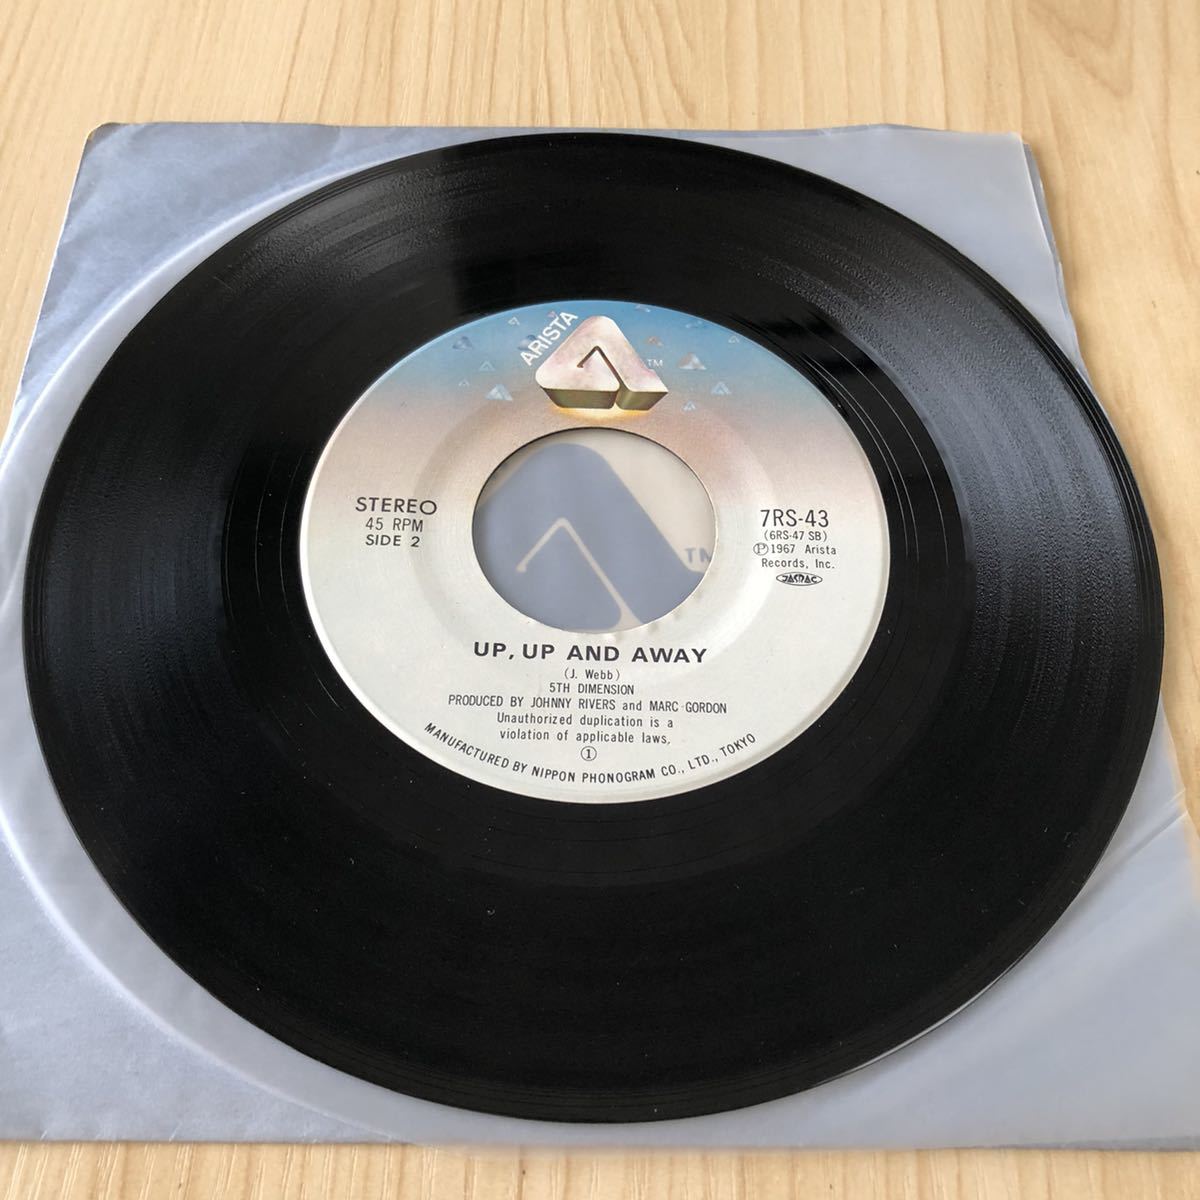 ARISTA
TM
STEREO
45 RPM
SIDE 2
7RS-43
(6RS-47 SB)
Ⓟ1967 Arista
Records, Inc.
JASRAC
TM
UP, UP AND AWAY
(J. Webb)
5TH DIMENSION
PRODUCED BY JOHNNY RIVERS and MARC GORDON
Unauthorized duplication is a
violation of applicable laws.
①
MANUFACTURED BY NIPPON PHONOGRAM CO., LTD., TOKYO